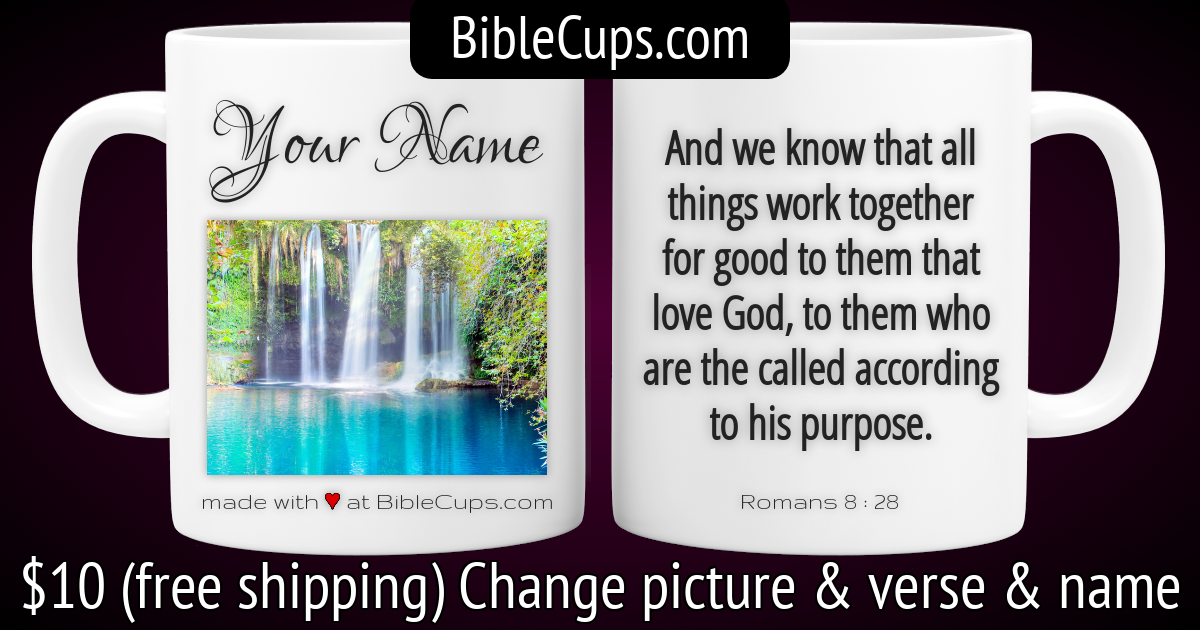 BibleCups.com
Your Name
made with ♥ at BibleCups.com
And we know that all
things work together
for good to them that
love God, to them who
are the called according
to his purpose.
Romans 8 : 28
$10 (free shipping) Change picture & verse & name